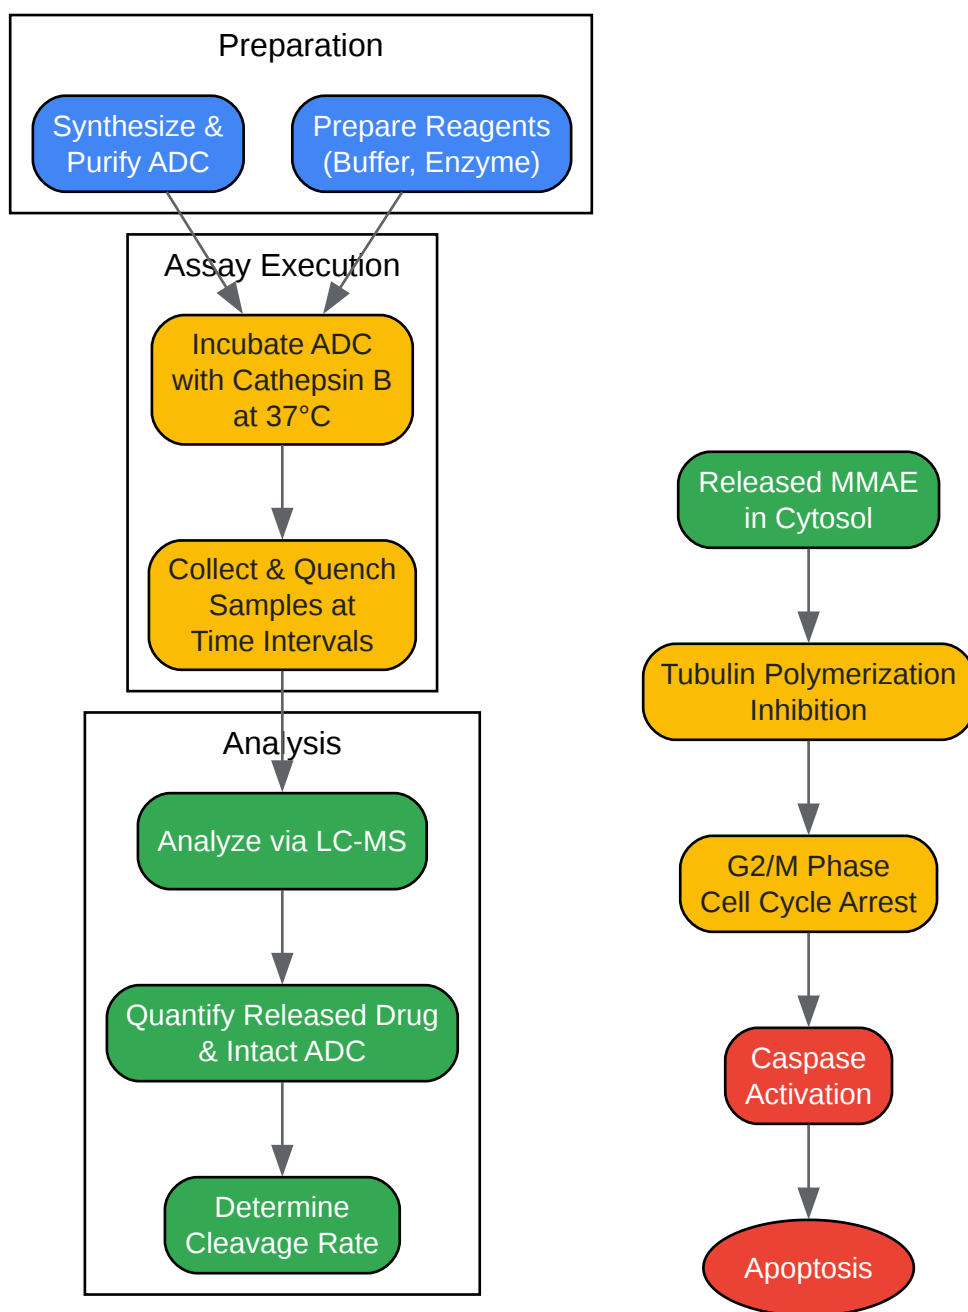 Preparation
Synthesize &
Purify ADC
Prepare Reagents
(Buffer, Enzyme)
Assay Execution
Incubate ADC
with Cathepsin B
at 37°C
Collect & Quench
Samples at
Time Intervals
Analysis
Analyze via LC-MS
Quantify Released Drug
& Intact ADC
Determine
Cleavage Rate
Released MMAE
in Cytosol
Tubulin Polymerization
Inhibition
G2/M Phase
Cell Cycle Arrest
Caspase
Activation
Apoptosis